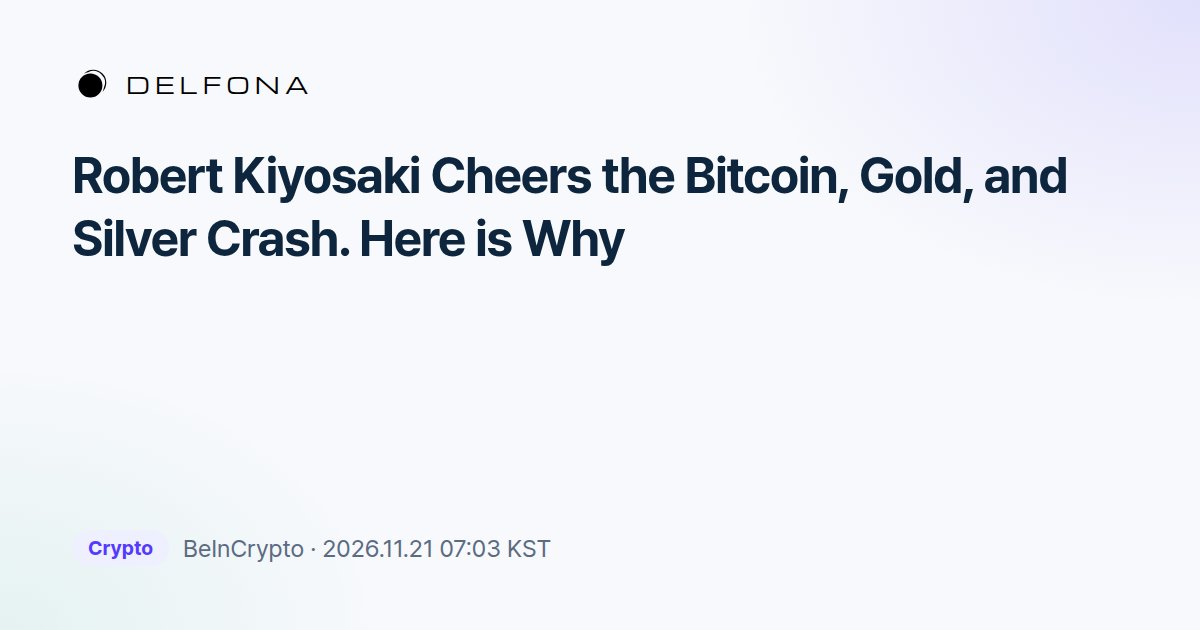 DELFONA
Robert Kiyosaki Cheers the Bitcoin, Gold, and
Silver Crash. Here is Why
Crypto BeInCrypto · 2026.11.21 07:03 KST